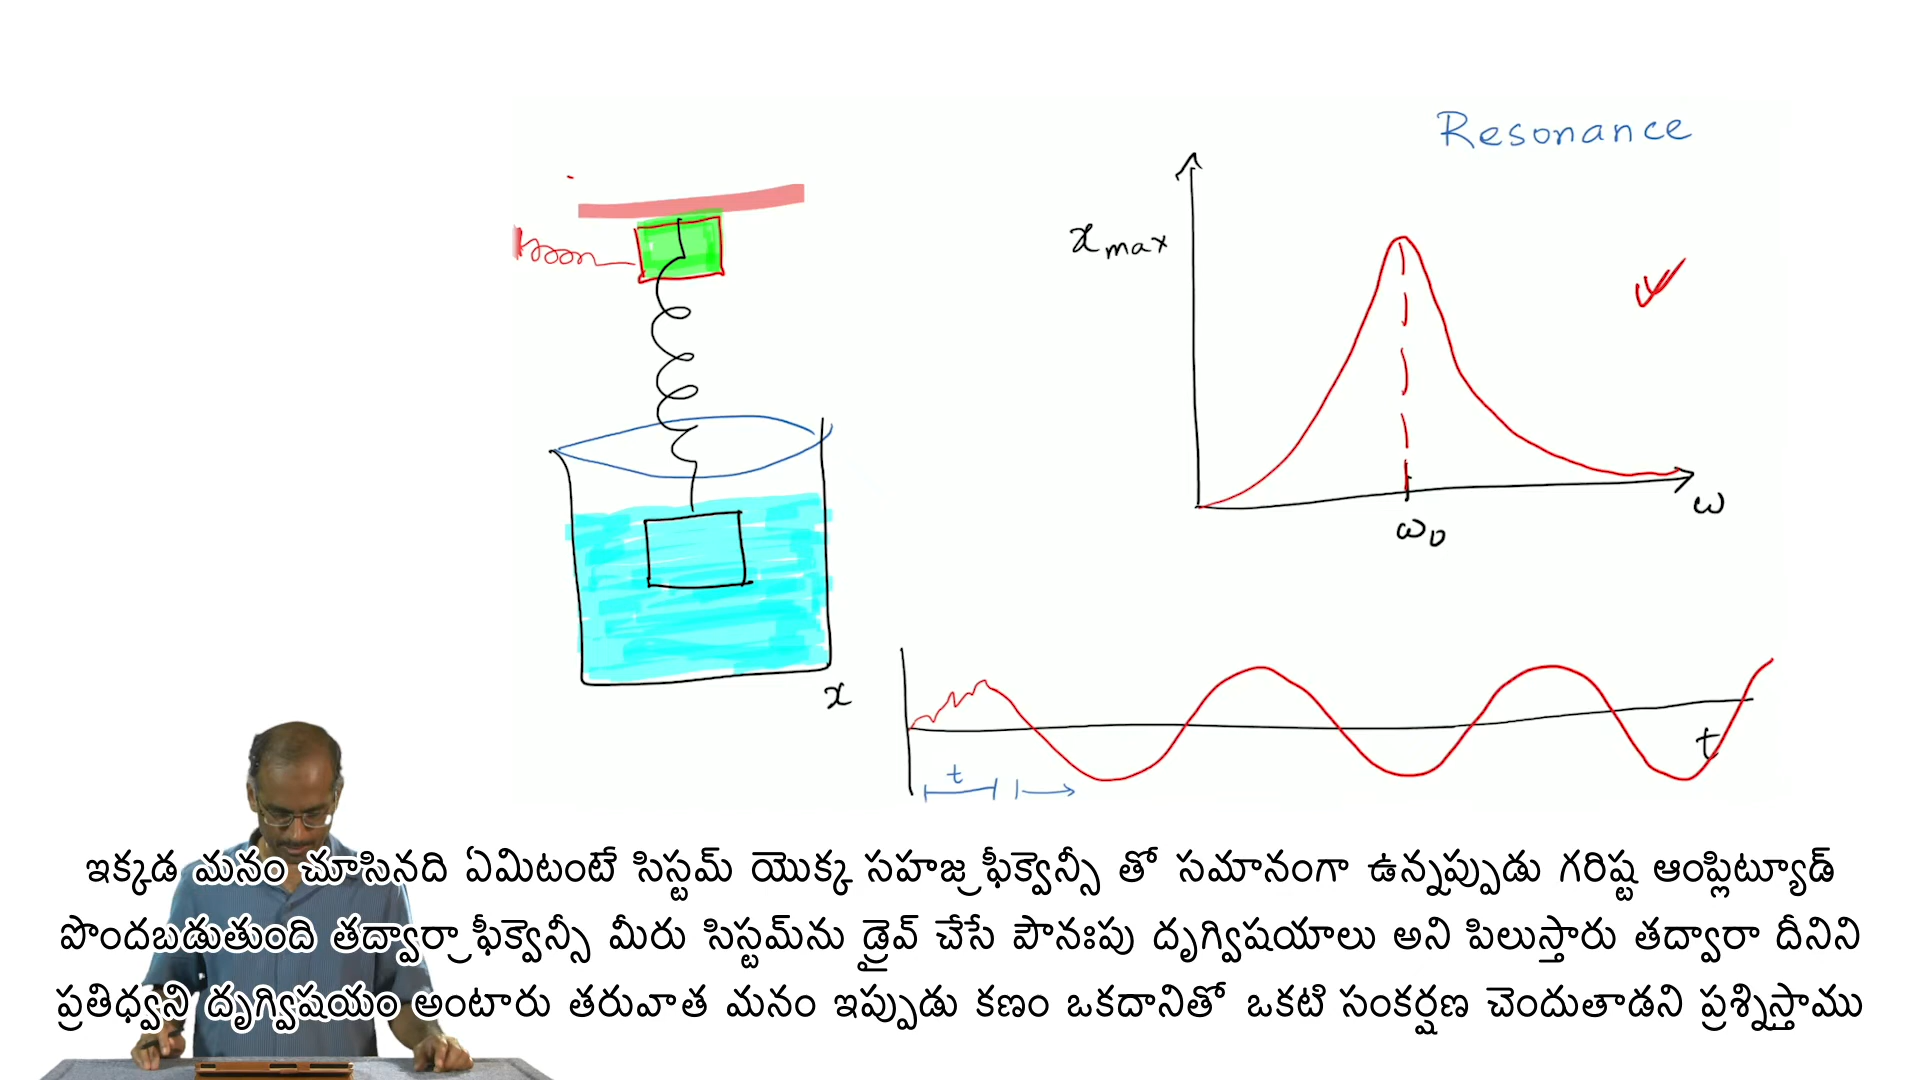 Resonance
x max
ω
ω0
x
t
t
ఇక్కడ మనం చూసినది ఏమిటంటే సిస్టమ్ యొక్క సహజ ఫ్రీక్వెన్సీ తో సమానంగా ఉన్నప్పుడు గరిష్ట ఆంప్లిట్యూడ్
పొందబడుతుంది తద్వారా ఫ్రీక్వెన్సీ మీరు సిస్టమ్‌ను డ్రైవ్ చేసే పౌనఃపు దృగ్విషయాలు అని పిలుస్తారు తద్వారా దీనిని
ప్రతిధ్వని దృగ్విషయం అంటారు తరువాత మనం ఇప్పుడు కణం ఒకదానితో ఒకటి సంకర్షణ చెందుతాడని ప్రశ్నిస్తాము